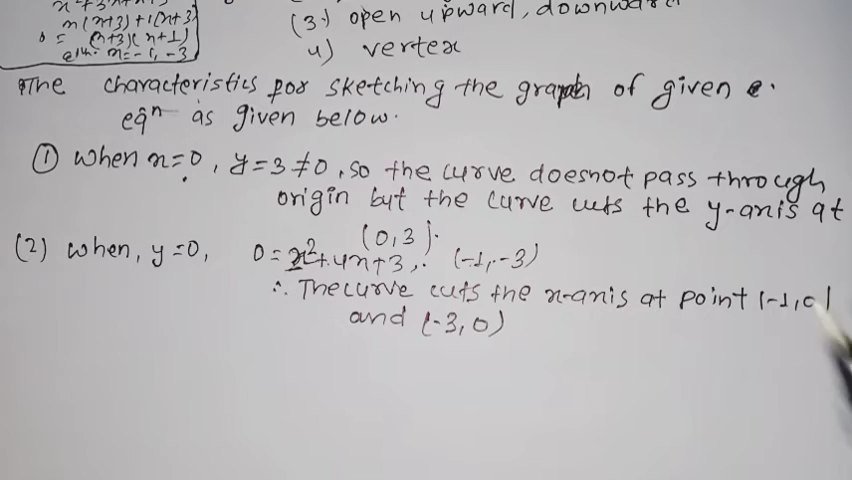 x(x+3)+1(x+3)
0 = (x+3)(x+1)
x=-1,-3
(3.) open upward, downward
4) vertex
The characteristics for sketching the graph of given e.
eqn as given below.
① when x=0, y=3≠0, so the curve doesnot pass through
origin but the curve cuts the y-axis at
(0,3).
(2) when, y=0, 0=x²+4x+3, ∴ (-1,-3)
∴ The curve cuts the x-axis at point (-1,0)
and (-3,0)